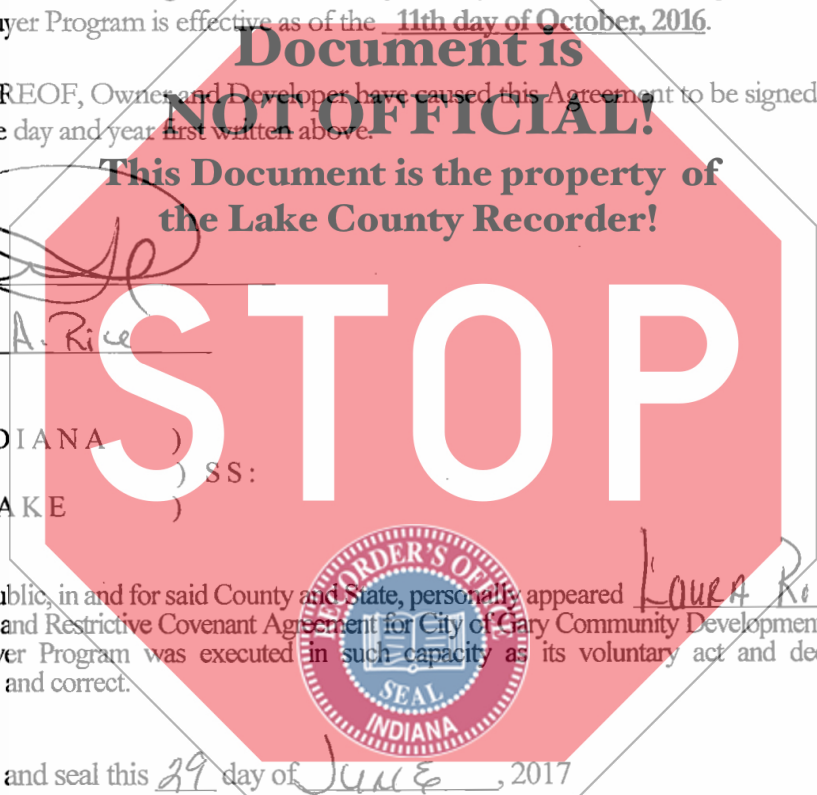 yer Program is effective as of the 11th day of October, 2016.
Document is
REOF, Owner and Developer have caused this Agreement to be signed
NOT OFFICIAL!
e day and year first written above.
This Document is the property of
the Lake County Recorder!
A. Rice
STOP
DIANA )
) SS:
AKE )
RECORDER'S OFFICE
ublic, in and for said County and State, personally appeared Laura Ri
and Restrictive Covenant Agreement for City of Gary Community Development
yer Program was executed in such capacity as its voluntary act and dee
and correct.
SEAL
INDIANA
and seal this 29 day of JUNE, 2017